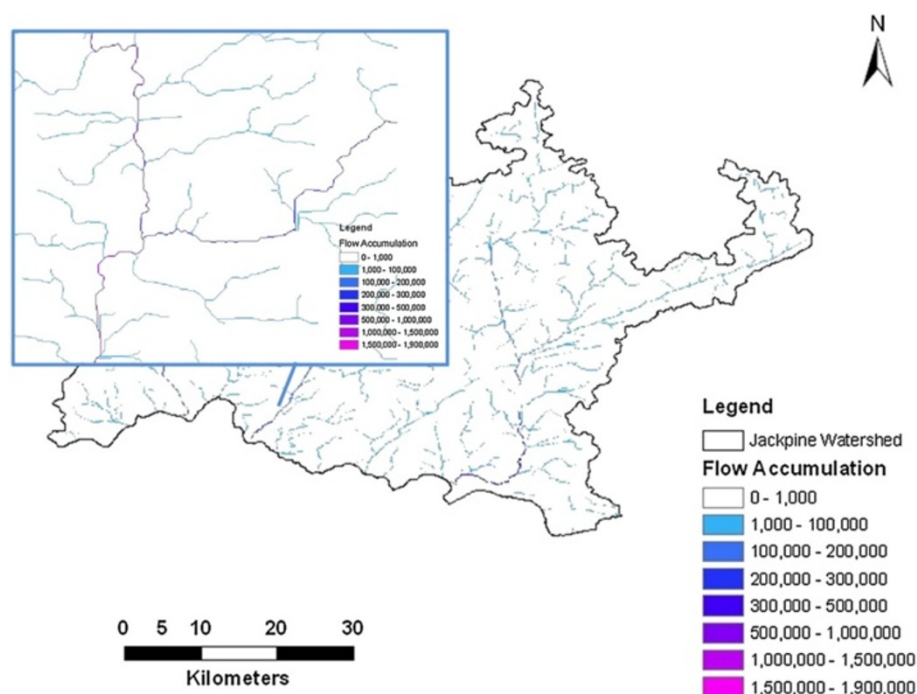 N
Legend
Flow Accumulation
0 - 1,000
1,000 - 100,000
100,000 - 200,000
200,000 - 300,000
300,000 - 500,000
500,000 - 1,000,000
1,000,000 - 1,500,000
1,500,000 - 1,900,000
Legend
Jackpine Watershed
Flow Accumulation
0 - 1,000
1,000 - 100,000
100,000 - 200,000
200,000 - 300,000
300,000 - 500,000
500,000 - 1,000,000
1,000,000 - 1,500,000
1,500,000 - 1,900,000
0 5 10 20 30
Kilometers